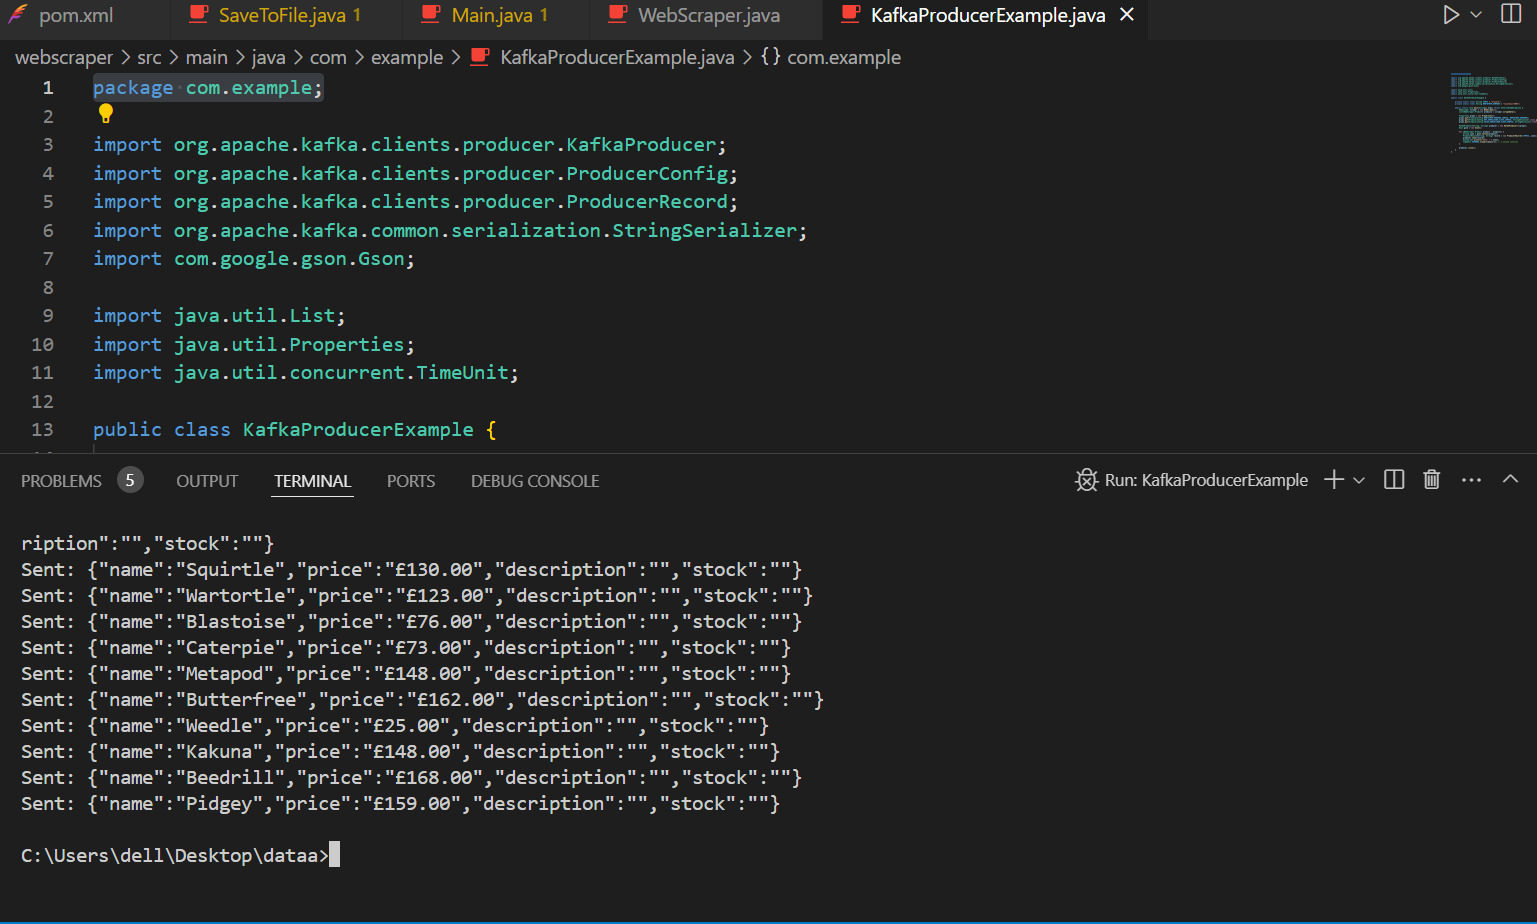 pom.xml SaveToFile.java 1 Main.java 1 WebScraper.java KafkaProducerExample.java
webscraper > src > main > java > com > example > KafkaProducerExample.java > {} com.example
1 package com.example;
2
3 import org.apache.kafka.clients.producer.KafkaProducer;
4 import org.apache.kafka.clients.producer.ProducerConfig;
5 import org.apache.kafka.clients.producer.ProducerRecord;
6 import org.apache.kafka.common.serialization.StringSerializer;
7 import com.google.gson.Gson;
8
9 import java.util.List;
10 import java.util.Properties;
11 import java.util.concurrent.TimeUnit;
12
13 public class KafkaProducerExample {
PROBLEMS 5 OUTPUT TERMINAL PORTS DEBUG CONSOLE Run: KafkaProducerExample
ription":"","stock":""}
Sent: {"name":"Squirtle","price":"£130.00","description":"","stock":""}
Sent: {"name":"Wartortle","price":"£123.00","description":"","stock":""}
Sent: {"name":"Blastoise","price":"£76.00","description":"","stock":""}
Sent: {"name":"Caterpie","price":"£73.00","description":"","stock":""}
Sent: {"name":"Metapod","price":"£148.00","description":"","stock":""}
Sent: {"name":"Butterfree","price":"£162.00","description":"","stock":""}
Sent: {"name":"Weedle","price":"£25.00","description":"","stock":""}
Sent: {"name":"Kakuna","price":"£148.00","description":"","stock":""}
Sent: {"name":"Beedrill","price":"£168.00","description":"","stock":""}
Sent: {"name":"Pidgey","price":"£159.00","description":"","stock":""}
C:\Users\dell\Desktop\dataa>